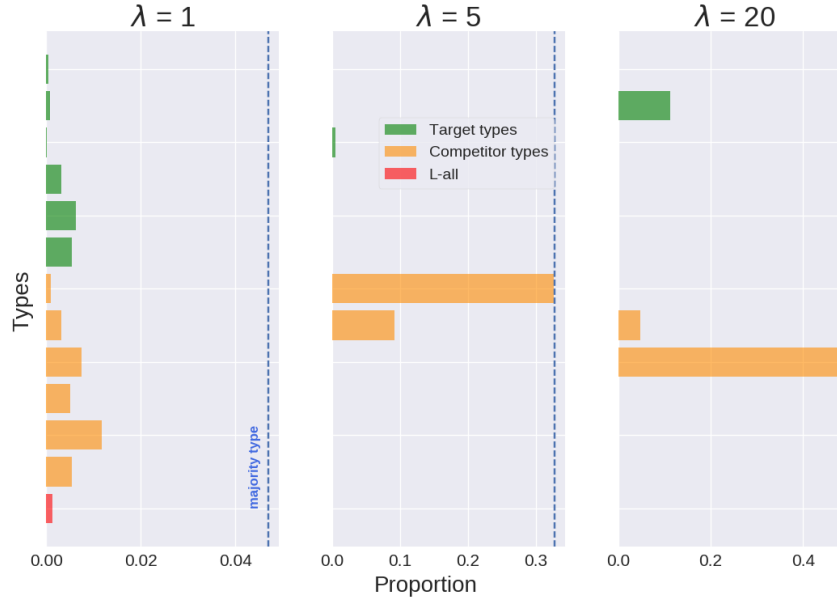 λ = 1
λ = 5
λ = 20
Target types
Competitor types
L-all
Types
majority type
0.00
0.02
0.04
0.0
0.1
0.2
0.3
0.0
0.2
0.4
Proportion